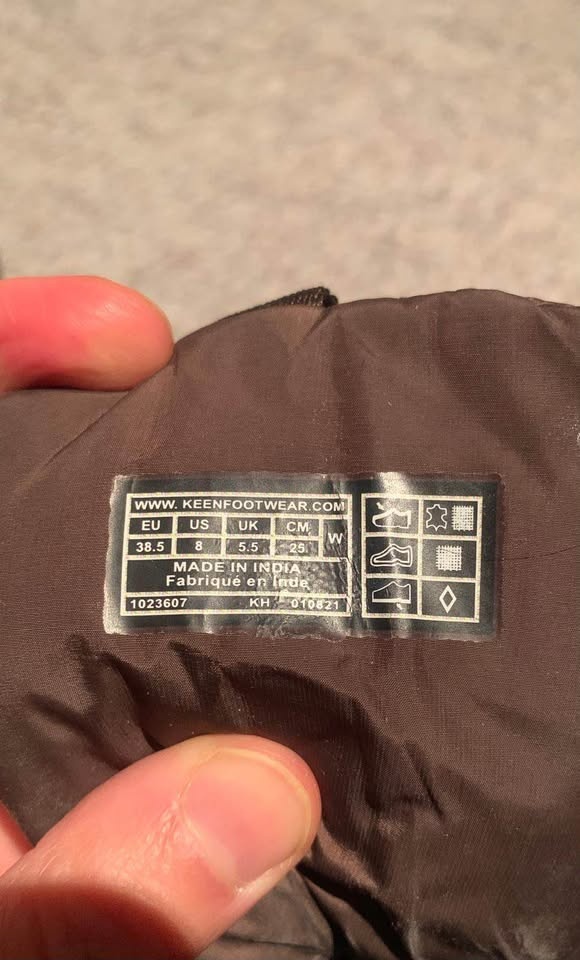 WWW. KEENFOOTWEAR.COM
EU US UK CM W
38.5 8 5.5 25
MADE IN INDIA
Fabriqué en Inde
1023607 KH 010821